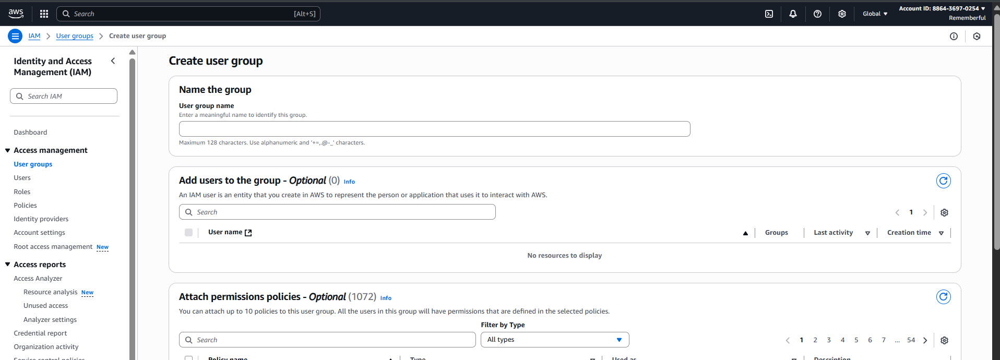 aws
Search
[Alt+S]
Global
Account ID: 8864-3697-0254
Rememberful
IAM
User groups
Create user group
Identity and Access
Management (IAM)
Search IAM
Dashboard
Access management
User groups
Users
Roles
Policies
Identity providers
Account settings
Root access management New
Access reports
Access Analyzer
Resource analysis New
Unused access
Analyzer settings
Credential report
Organization activity
Service control policies
Create user group
Name the group
User group name
Enter a meaningful name to identify this group.
Maximum 128 characters. Use alphanumeric and '+=,.@-_' characters.
Add users to the group - Optional (0) Info
An IAM user is an entity that you create in AWS to represent the person or application that uses it to interact with AWS.
Search
1
User name
Groups
Last activity
Creation time
No resources to display
Attach permissions policies - Optional (1072) Info
You can attach up to 10 policies to this user group. All the users in this group will have permissions that are defined in the selected policies.
Filter by Type
Search
All types
1 2 3 4 5 6 7 ... 54
Policy name
Type
Used as
Description